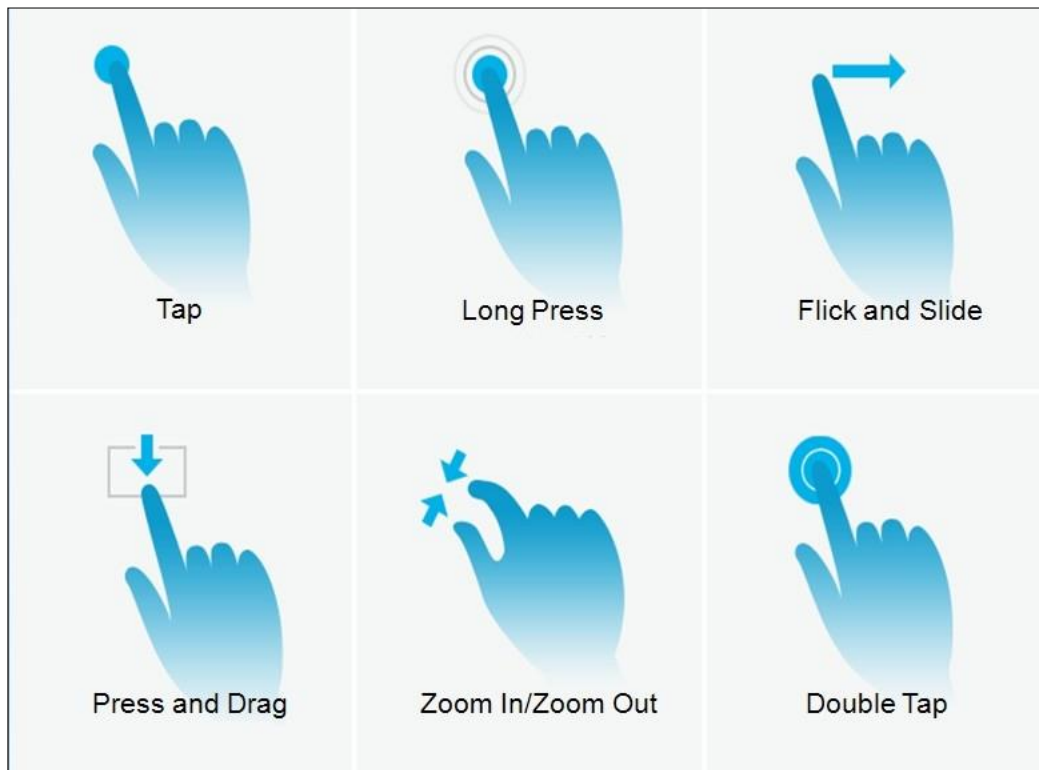 Tap
Long Press
Flick and Slide
Press and Drag
Zoom In/Zoom Out
Double Tap